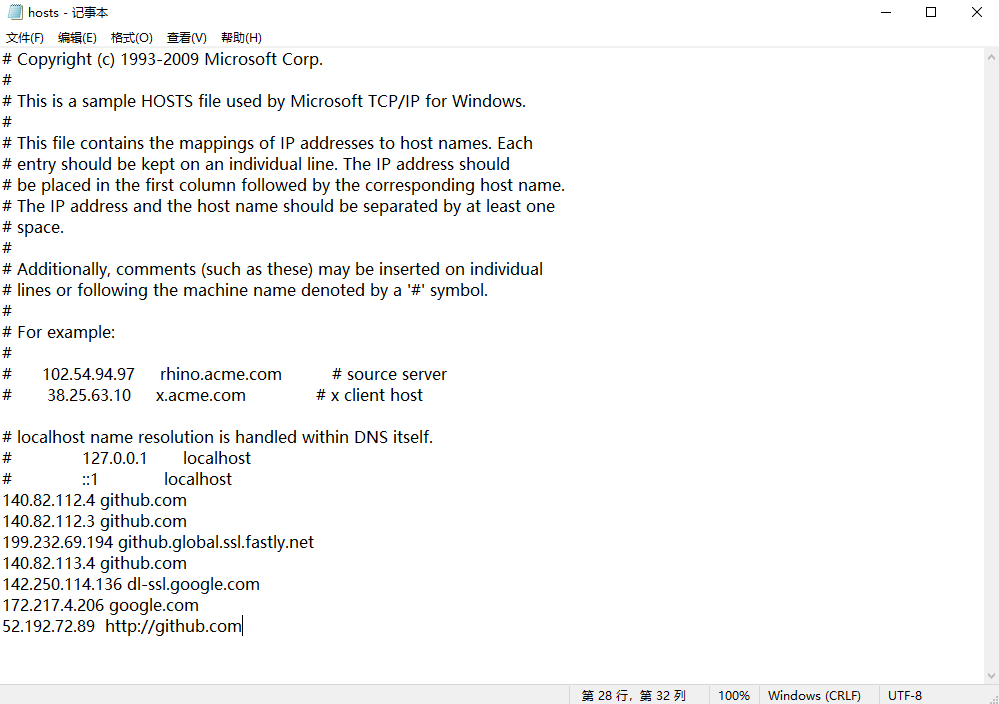 hosts - 记事本
文件(F) 编辑(E) 格式(O) 查看(V) 帮助(H)
# Copyright (c) 1993-2009 Microsoft Corp.
#
# This is a sample HOSTS file used by Microsoft TCP/IP for Windows.
#
# This file contains the mappings of IP addresses to host names. Each
# entry should be kept on an individual line. The IP address should
# be placed in the first column followed by the corresponding host name.
# The IP address and the host name should be separated by at least one
# space.
#
# Additionally, comments (such as these) may be inserted on individual
# lines or following the machine name denoted by a '#' symbol.
#
# For example:
#
# 102.54.94.97 rhino.acme.com # source server
# 38.25.63.10 x.acme.com # x client host
# localhost name resolution is handled within DNS itself.
# 127.0.0.1 localhost
# ::1 localhost
140.82.112.4 github.com
140.82.112.3 github.com
199.232.69.194 github.global.ssl.fastly.net
140.82.113.4 github.com
142.250.114.136 dl-ssl.google.com
172.217.4.206 google.com
52.192.72.89 http://github.com
第 28 行，第 32 列 100% Windows (CRLF) UTF-8